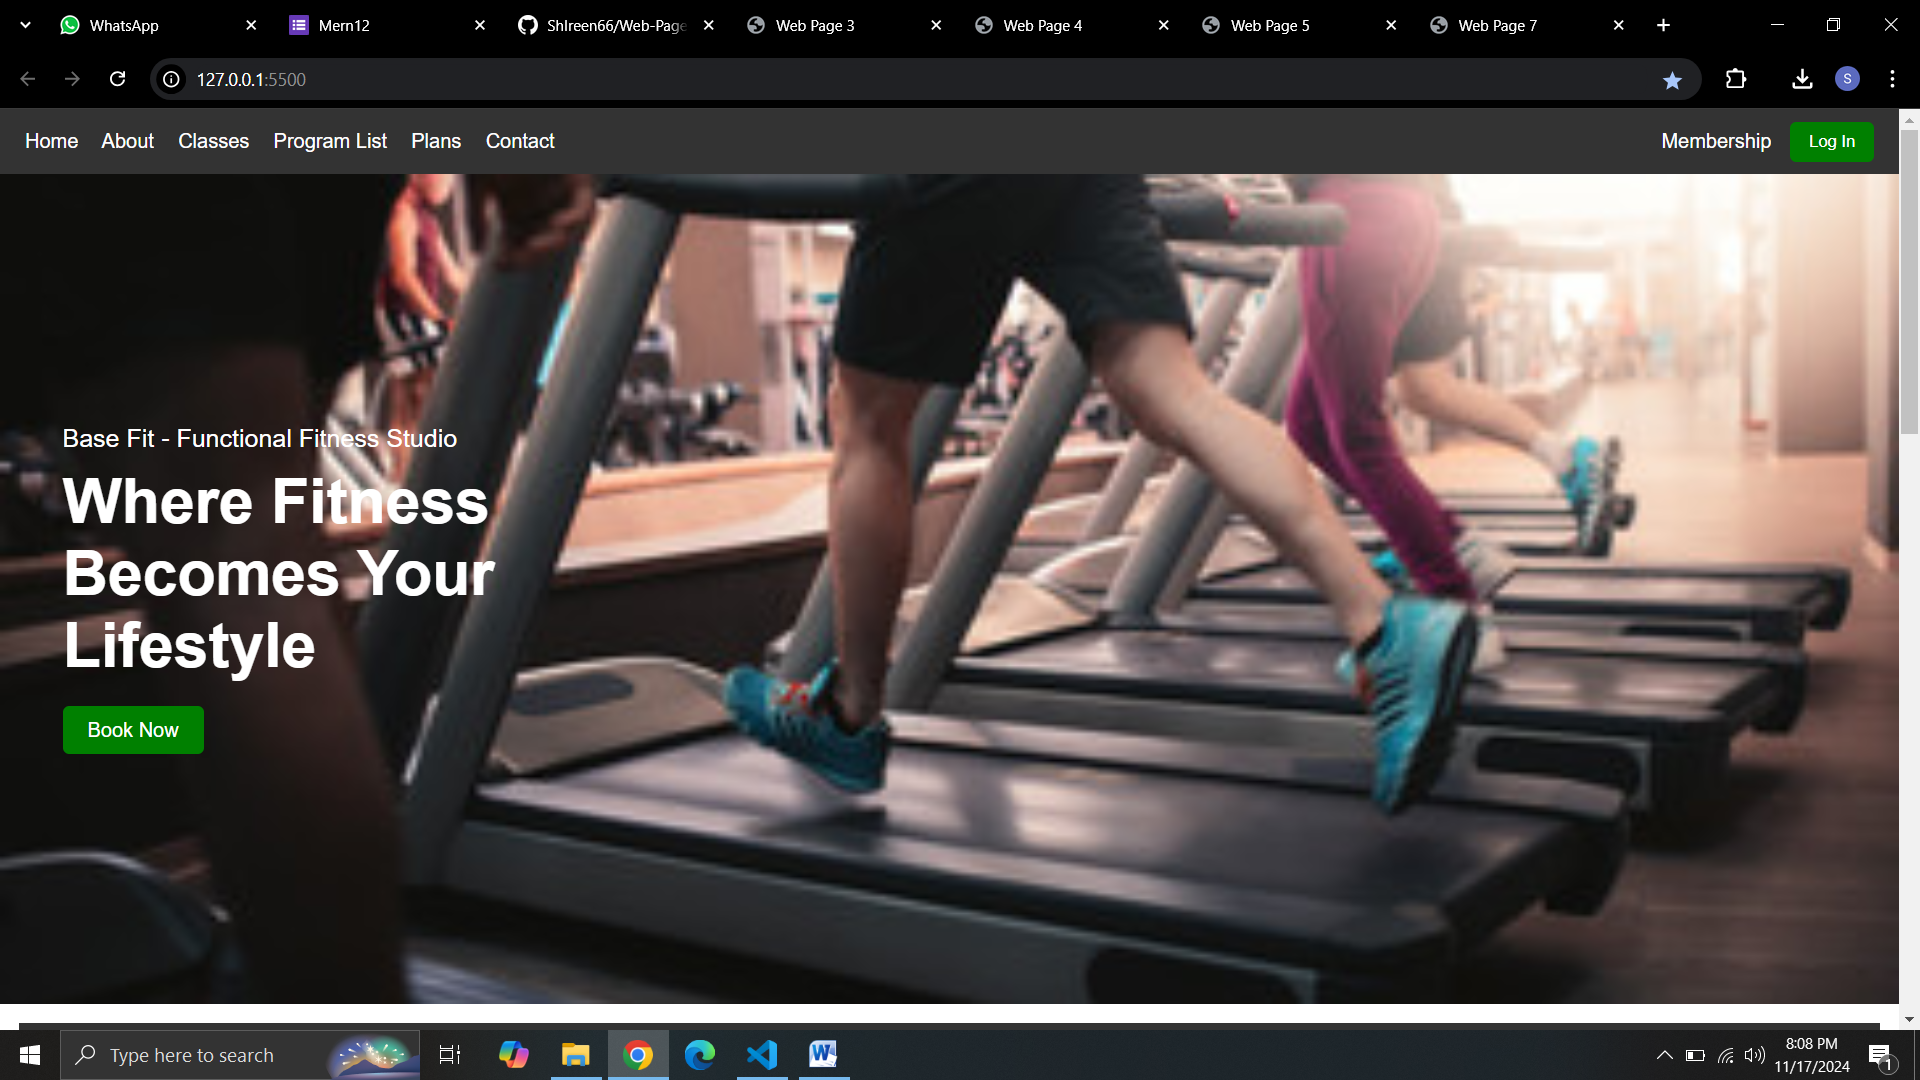 WhatsApp
Mern12
ShIreen66/Web-Page
Web Page 3
Web Page 4
Web Page 5
Web Page 7
127.0.0.1:5500
S
Home About Classes Program List Plans Contact Membership Log In
Base Fit - Functional Fitness Studio
Where Fitness
Becomes Your
Lifestyle
Book Now
Type here to search
8:08 PM
11/17/2024
1